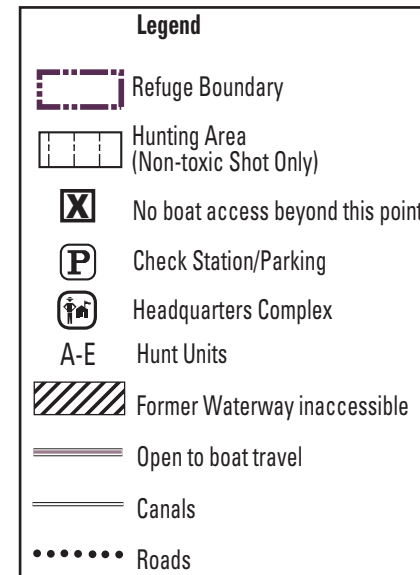 Legend
Refuge Boundary
Hunting Area
(Non-toxic Shot Only)
X No boat access beyond this point
P Check Station/Parking
Headquarters Complex
A-E Hunt Units
Former Waterway inaccessible
Open to boat travel
Canals
Roads